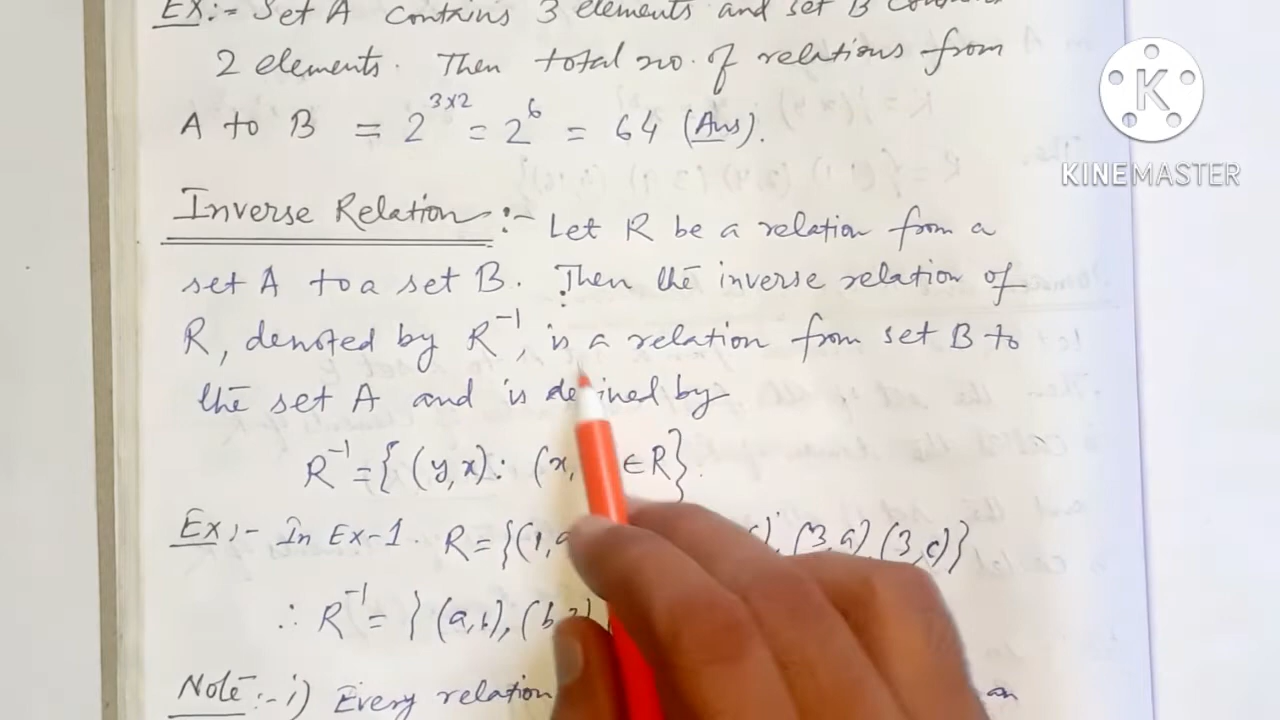 Ex:- Set A contains 3 elements and set B
2 elements. Then total no. of relations from
A to B = 2^{3×2} = 2^6 = 64 (Ans).
Inverse Relation :- Let R be a relation from a
set A to a set B. Then the inverse relation of
R, denoted by R^{-1}, is a relation from set B to
the set A and is defined by
R^{-1} = { (y,x) : (x, ∈ R}.
Ex:- In Ex-1. R = {(1, (3,a), (3,c)}
∴ R^{-1} = { (a,1), (b,
Note:- i) Every relation
K
KINEMASTER